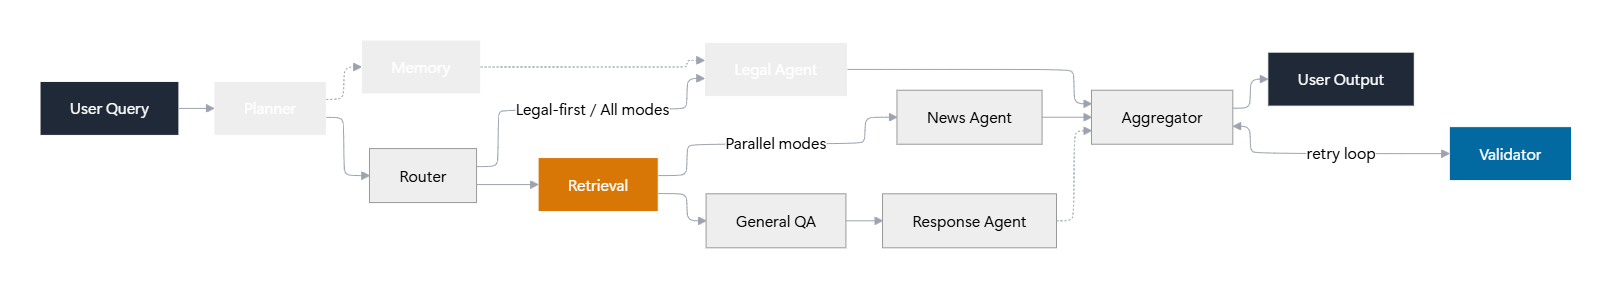 User Query
Planner
Memory
Router
Legal-first / All modes
Retrieval
Legal Agent
Parallel modes
General QA
News Agent
Response Agent
Aggregator
User Output
retry loop
Validator